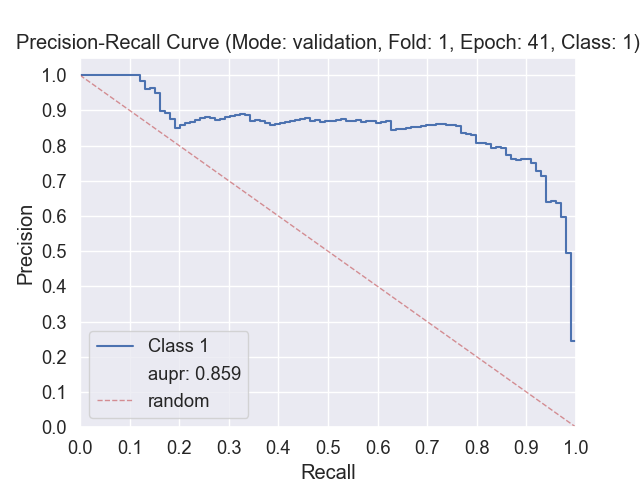 Precision-Recall Curve (Mode: validation, Fold: 1, Epoch: 41, Class: 1)
1.0
0.9
0.8
0.7
0.6
0.5
0.4
0.3
0.2
0.1
0.0
Precision
Class 1
aupr: 0.859
random
0.0 0.1 0.2 0.3 0.4 0.5 0.6 0.7 0.8 0.9 1.0
Recall